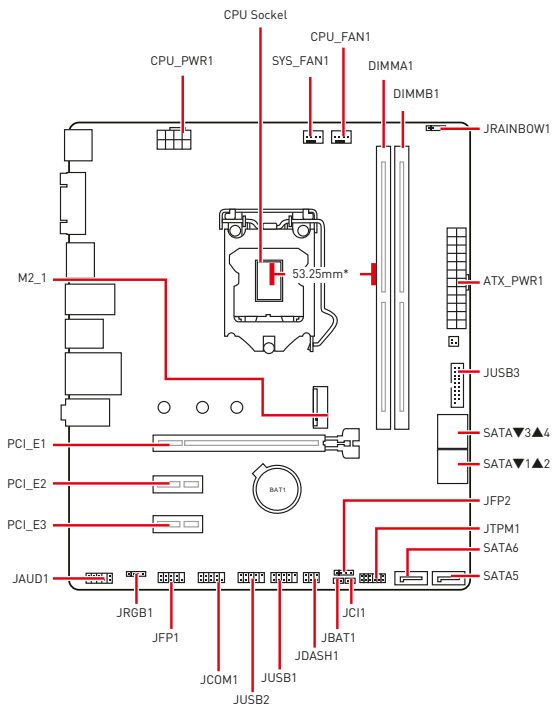 CPU Sockel
CPU_FAN1
CPU_PWR1
SYS_FAN1
DIMMA1
DIMMB1
JRAINBOW1
53.25mm*
M2_1
ATX_PWR1
JUSB3
SATA▼3▲4
PCI_E1
SATA▼1▲2
PCI_E2
BAT1
JFP2
PCI_E3
JTPM1
SATA6
JAUD1
SATA5
JRGB1
JCI1
JFP1
JBAT1
JDASH1
JCOM1
JUSB1
JUSB2